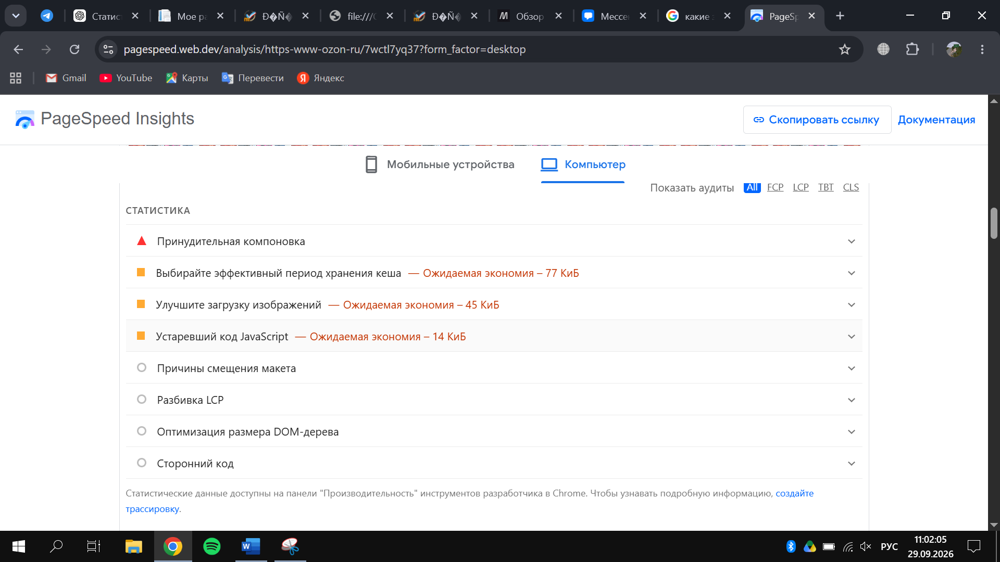 Статис
Мое ра
Ð�Ñ�
file:///
Ð�Ñ�
Обзор
Мессе
какие
PageSp
pagespeed.web.dev/analysis/https-www-ozon-ru/7wctl7yq37?form_factor=desktop
Gmail
YouTube
Карты
Перевести
Яндекс
PageSpeed Insights
Скопировать ссылку
Документация
Мобильные устройства
Компьютер
Показать аудиты All FCP LCP TBT CLS
СТАТИСТИКА
Принудительная компоновка
Выбирайте эффективный период хранения кеша — Ожидаемая экономия – 77 КиБ
Улучшите загрузку изображений — Ожидаемая экономия – 45 КиБ
Устаревший код JavaScript — Ожидаемая экономия – 14 КиБ
Причины смещения макета
Разбивка LCP
Оптимизация размера DOM-дерева
Сторонний код
Статистические данные доступны на панели "Производительность" инструментов разработчика в Chrome. Чтобы узнавать подробную информацию, создайте
трассировку.
РУС
11:02:05
29.09.2026